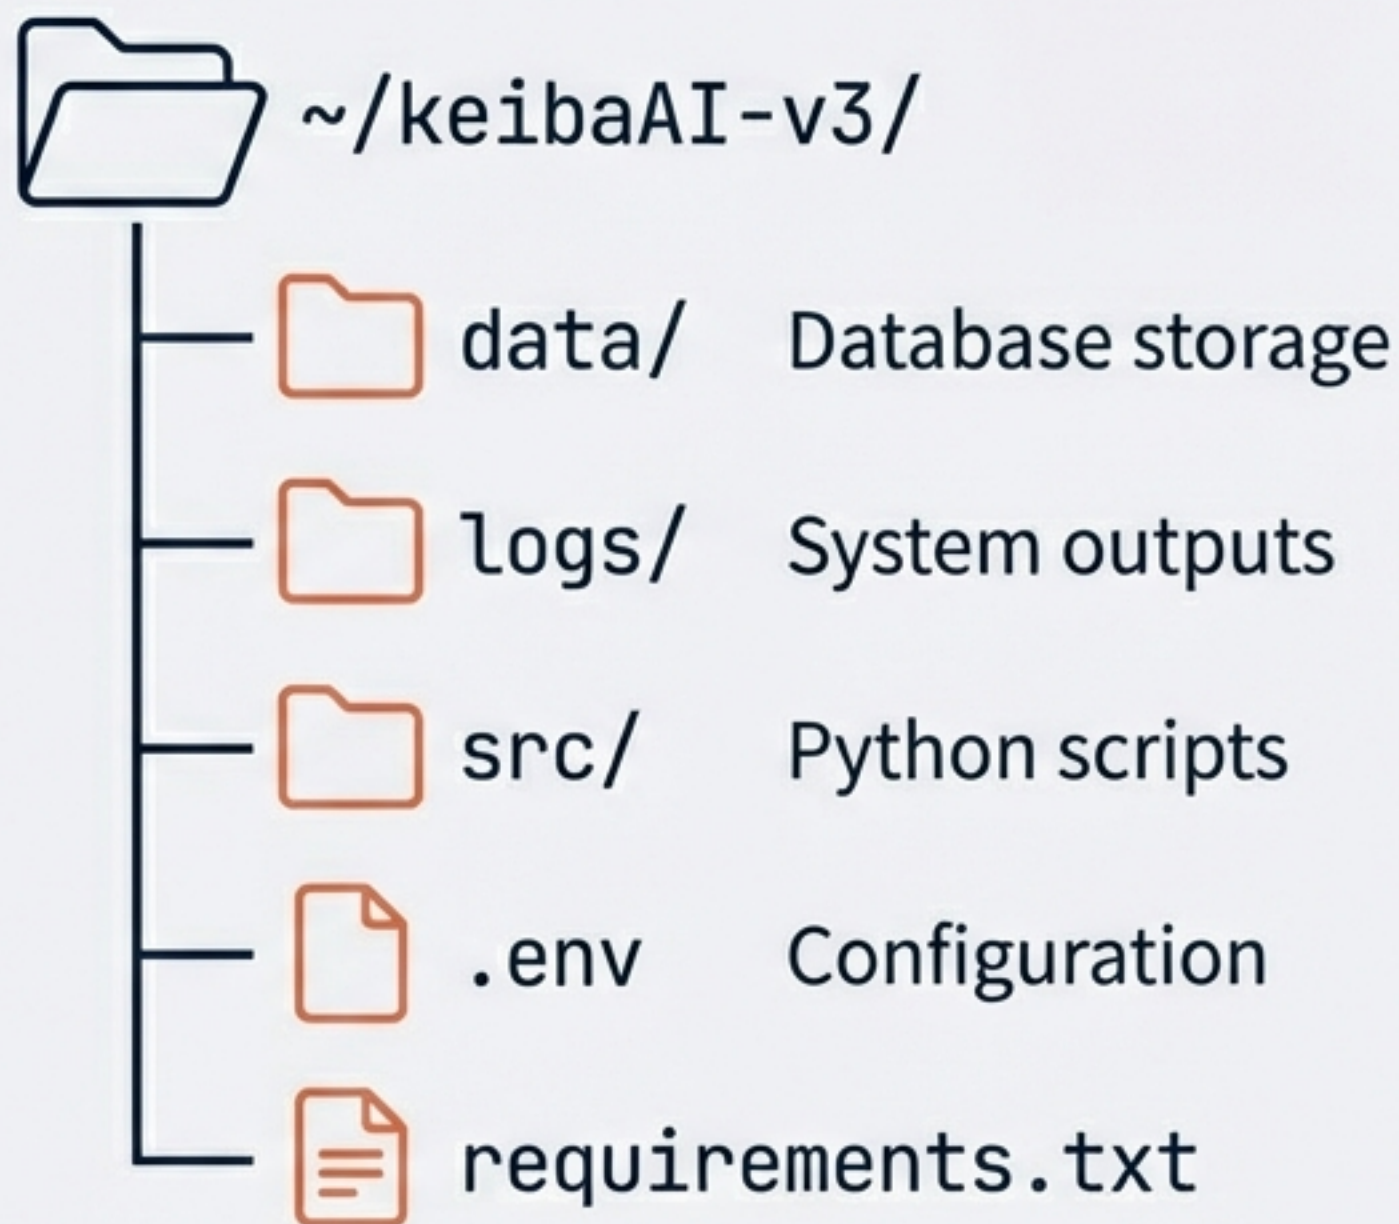 ~/keibaAI-v3/
data/ Database storage
logs/ System outputs
src/ Python scripts
.env Configuration
requirements.txt